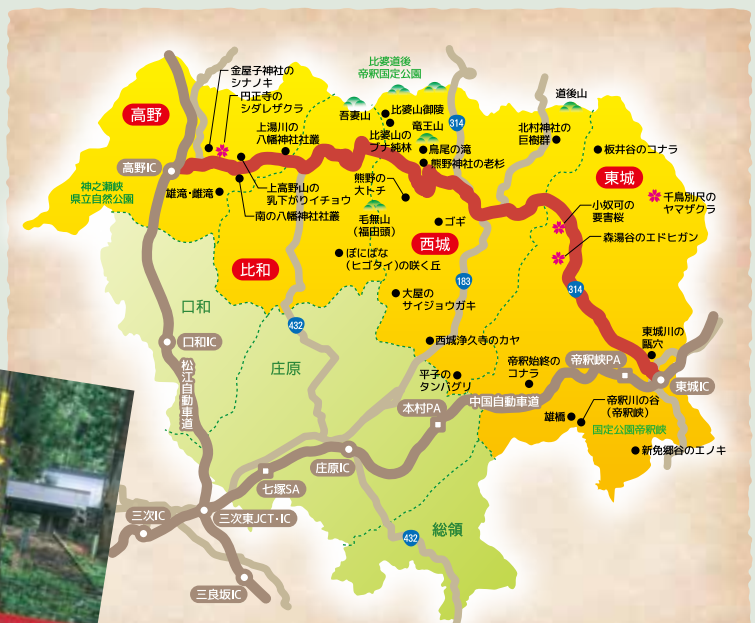 金屋子神社の
シナノキ
円正寺の
シダレザクラ
比婆道後
帝釈国定公園
高野
上湯川の
八幡神社社叢
吾妻山
比婆山御陵
比婆山の
ブナ純林
竜王山
314
道後山
北村神社の
巨樹群
烏尾の滝
熊野神社の老杉
板井谷のコナラ
東城
高野IC
神之瀬峡
県立自然公園
雄滝・雌滝
上高野山の
乳下がりイチョウ
南の八幡神社社叢
熊野の
大トチ
毛無山
(福田頭)
ゴギ
西城
千鳥別尺の
ヤマザクラ
小奴可の
要害桜
森湯谷のエドヒガン
比和
ぼにばな
(ヒゴタイ)の咲く丘
183
314
大屋の
サイジョウガキ
口和
432
庄原
西城浄久寺のカヤ
東城川の
甌穴
口和IC
松江自動車道
平子の
タンバグリ
帝釈始終の
コナラ
帝釈峡PA
東城IC
中国自動車道
本村PA
雄橋
帝釈川の谷
(帝釈峡)
国定公園帝釈峡
新免郷谷のエノキ
庄原IC
七塚SA
三次IC
三次東JCT・IC
総領
432
三良坂IC